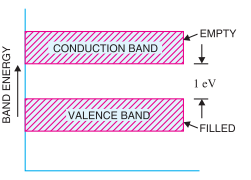 EMPTY
CONDUCTION BAND
1 eV
VALENCE BAND
FILLED
BAND ENERGY